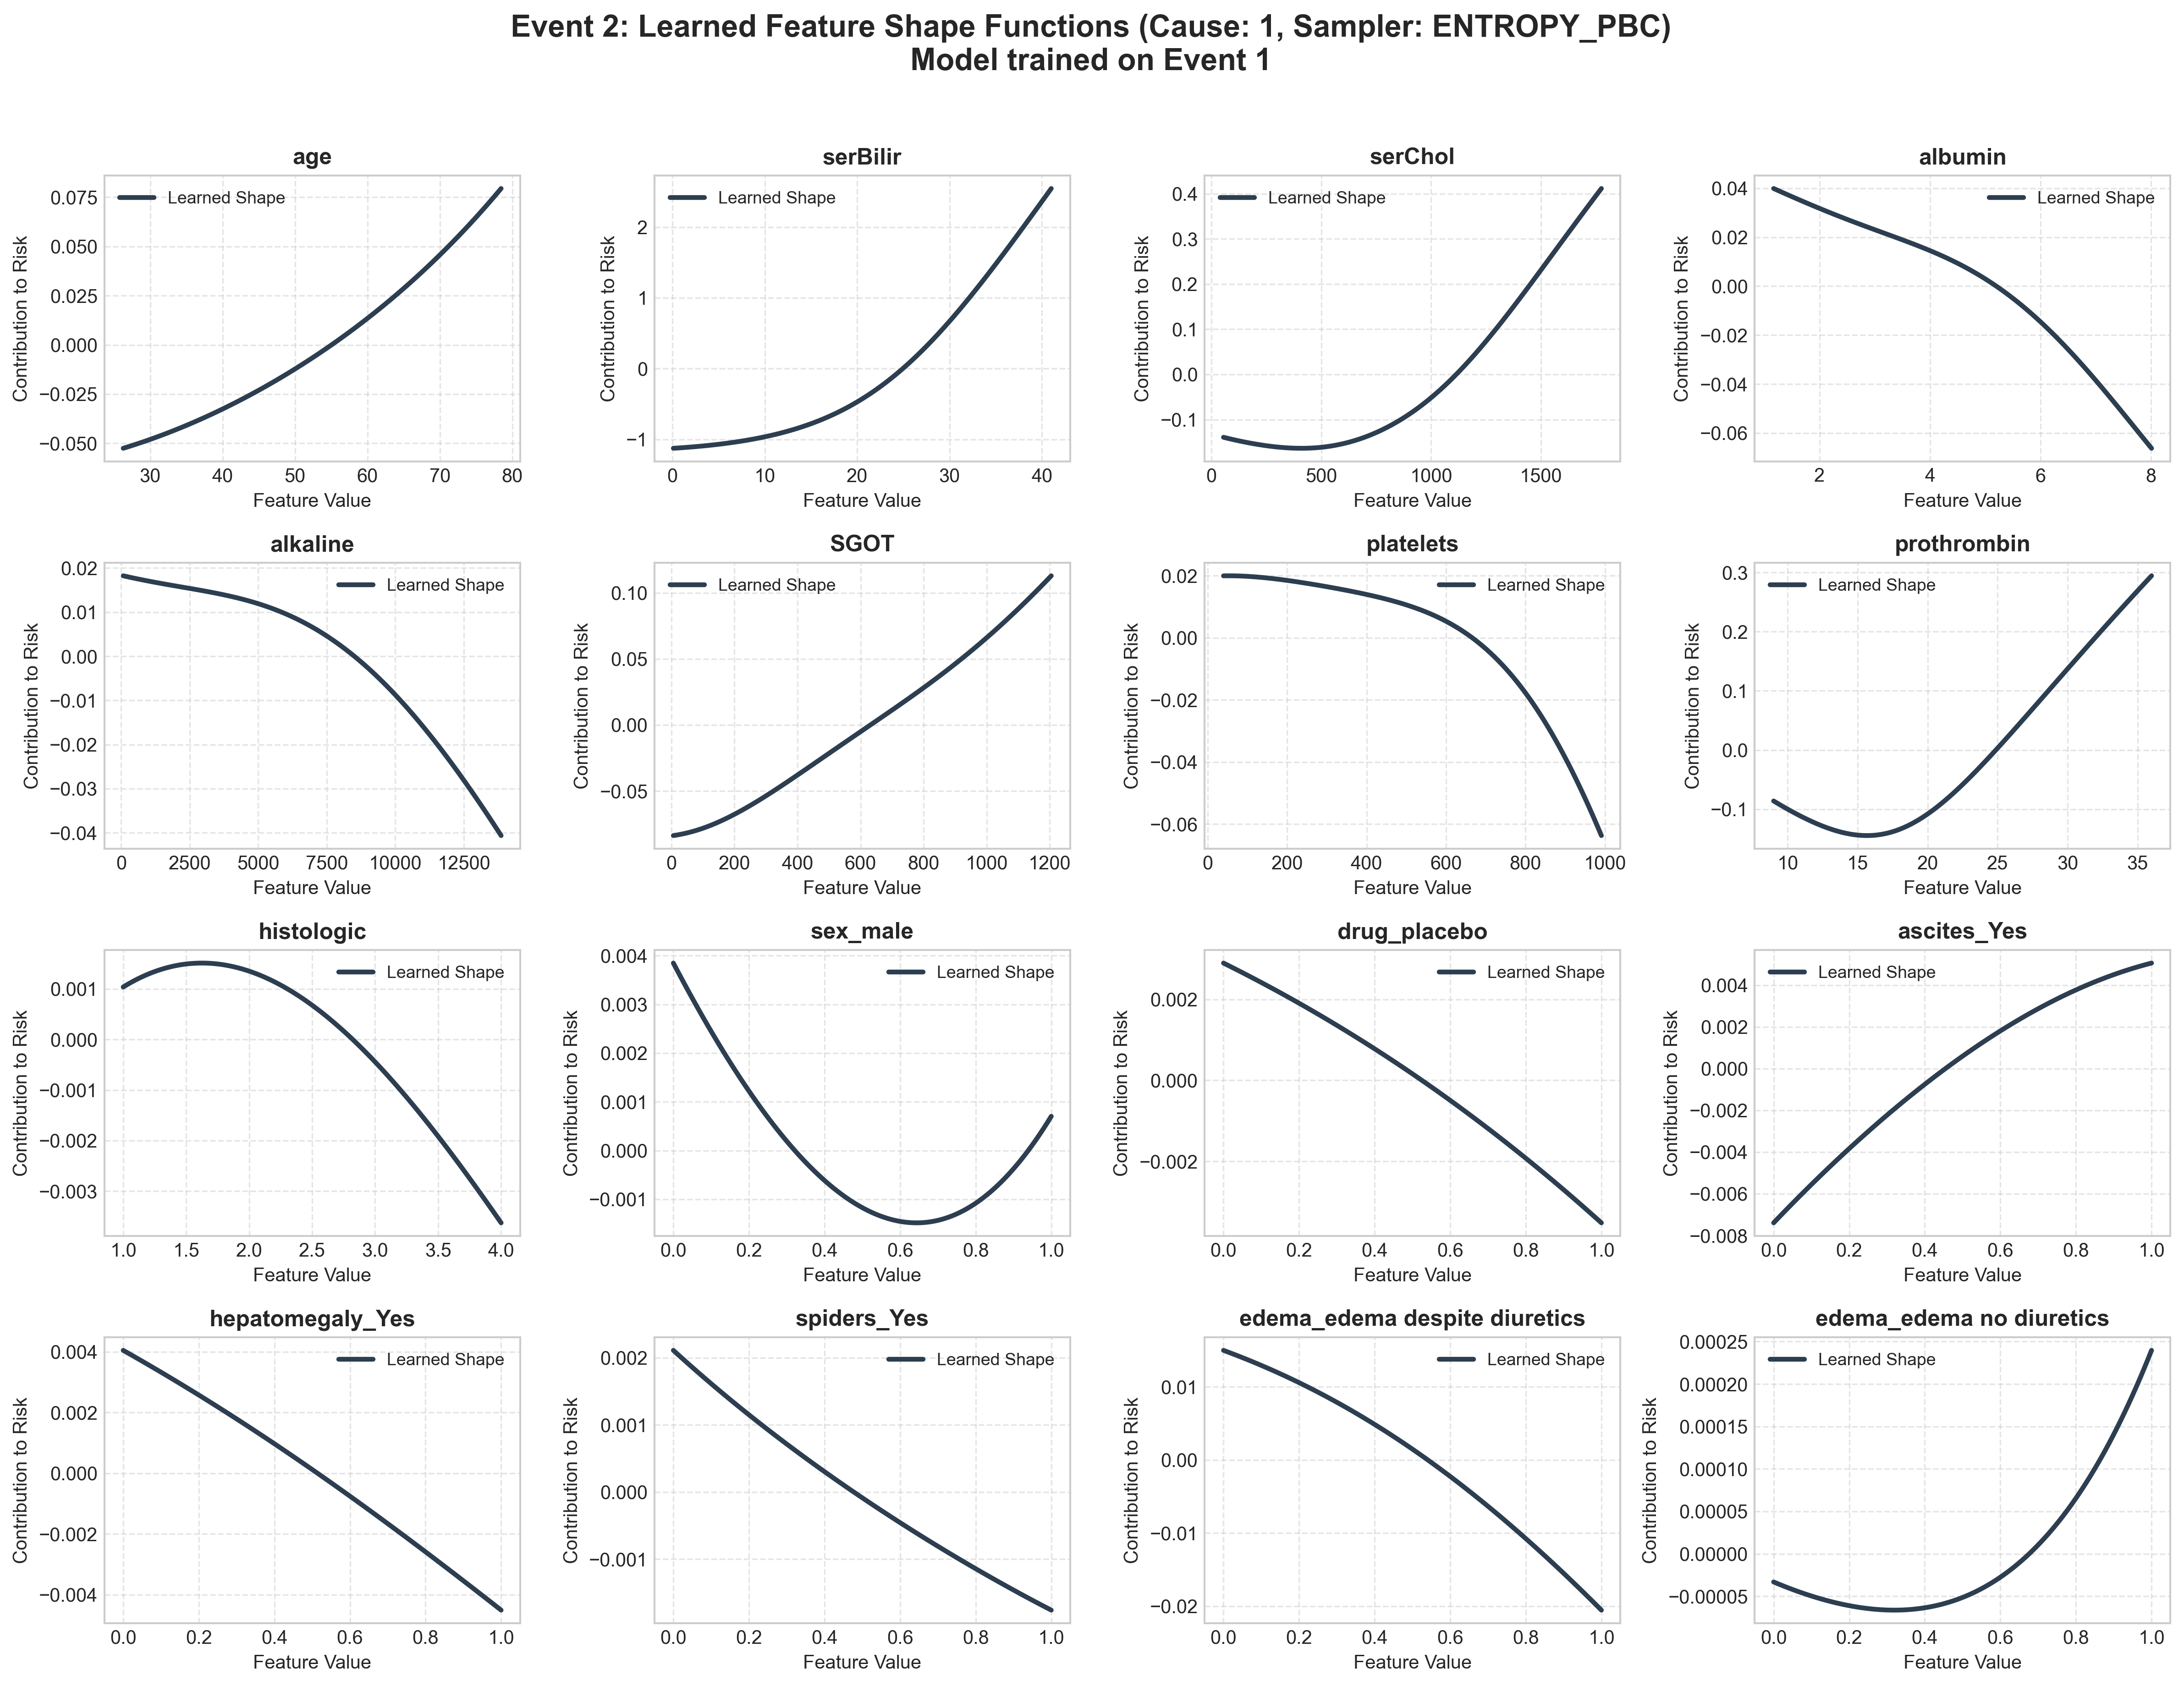 Event 2: Learned Feature Shape Functions (Cause: 1, Sampler: ENTROPY_PBC)
Model trained on Event 1
age
Contribution to Risk
0.075
0.050
0.025
0.000
−0.025
−0.050
Learned Shape
30 40 50 60 70 80
Feature Value
serBilir
Contribution to Risk
2
1
0
−1
Learned Shape
0 10 20 30 40
Feature Value
serChol
Contribution to Risk
0.4
0.3
0.2
0.1
0.0
−0.1
Learned Shape
0 500 1000 1500
Feature Value
albumin
Contribution to Risk
0.04
0.02
0.00
−0.02
−0.04
−0.06
Learned Shape
2 4 6 8
Feature Value
alkaline
Contribution to Risk
0.02
0.01
0.00
−0.01
−0.02
−0.03
−0.04
Learned Shape
0 2500 5000 7500 10000 12500
Feature Value
SGOT
Contribution to Risk
0.10
0.05
0.00
−0.05
Learned Shape
0 200 400 600 800 1000 1200
Feature Value
platelets
Contribution to Risk
0.02
0.00
−0.02
−0.04
−0.06
Learned Shape
0 200 400 600 800 1000
Feature Value
prothrombin
Contribution to Risk
0.3
0.2
0.1
0.0
−0.1
Learned Shape
10 15 20 25 30 35
Feature Value
histologic
Contribution to Risk
0.001
0.000
−0.001
−0.002
−0.003
Learned Shape
1.0 1.5 2.0 2.5 3.0 3.5 4.0
Feature Value
sex_male
Contribution to Risk
0.004
0.003
0.002
0.001
0.000
−0.001
Learned Shape
0.0 0.2 0.4 0.6 0.8 1.0
Feature Value
drug_placebo
Contribution to Risk
0.002
0.000
−0.002
Learned Shape
0.0 0.2 0.4 0.6 0.8 1.0
Feature Value
ascites_Yes
Contribution to Risk
0.004
0.002
0.000
−0.002
−0.004
−0.006
−0.008
Learned Shape
0.0 0.2 0.4 0.6 0.8 1.0
Feature Value
hepatomegaly_Yes
Contribution to Risk
0.004
0.002
0.000
−0.002
−0.004
Learned Shape
0.0 0.2 0.4 0.6 0.8 1.0
Feature Value
spiders_Yes
Contribution to Risk
0.002
0.001
0.000
−0.001
Learned Shape
0.0 0.2 0.4 0.6 0.8 1.0
Feature Value
edema_edema despite diuretics
Contribution to Risk
0.01
0.00
−0.01
−0.02
Learned Shape
0.0 0.2 0.4 0.6 0.8 1.0
Feature Value
edema_edema no diuretics
Contribution to Risk
0.00025
0.00020
0.00015
0.00010
0.00005
0.00000
−0.00005
Learned Shape
0.0 0.2 0.4 0.6 0.8 1.0
Feature Value